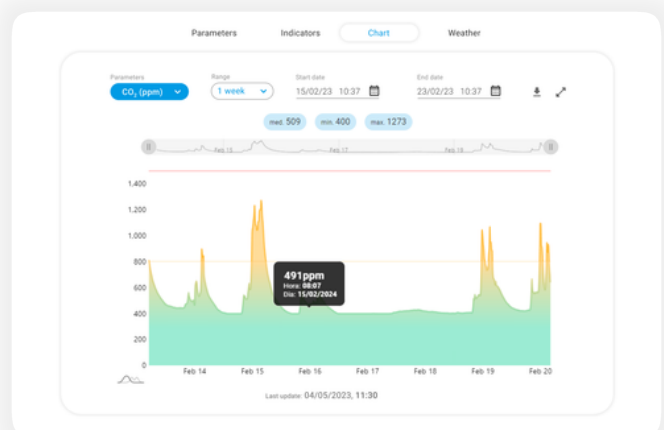 Parameters Indicators Chart Weather
Parameters Range Start date End date
CO₂ (ppm) 1 week 15/02/23 10:37 23/02/23 10:37
med. 509 min. 400 max. 1273
Feb 15 Feb 17 Feb 19
1.400
1.200
1.000
800
600
400
200
0
491ppm
Hora: 08:07
Día: 15/02/2024
Feb 14 Feb 15 Feb 16 Feb 17 Feb 18 Feb 19 Feb 20
Last update: 04/05/2023, 11:30